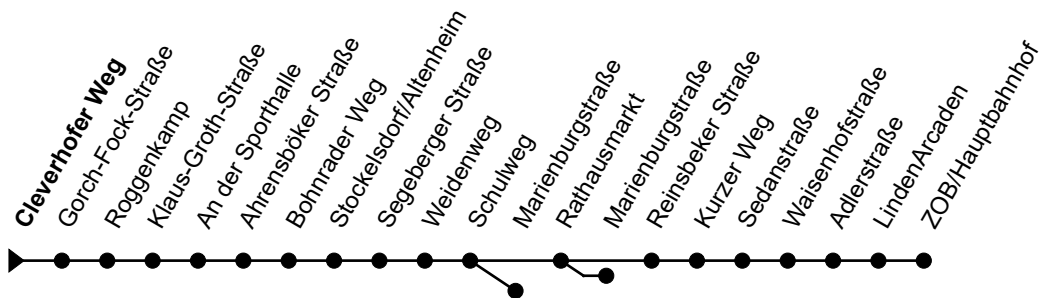 Cleverhofer Weg
Gorch-Fock-Straße
Roggenkamp
Klaus-Groth-Straße
An der Sporthalle
Ahrensböker Straße
Bohnrader Weg
Stockelsdorf/Altenheim
Segeberger Straße
Weidenweg
Schulweg
Marienburgstraße
Rathausmarkt
Marienburgstraße
Reinsbeker Straße
Kurzer Weg
Sedanstraße
Waisenhofstraße
Adlerstraße
LindenArcaden
ZOB/Hauptbahnhof